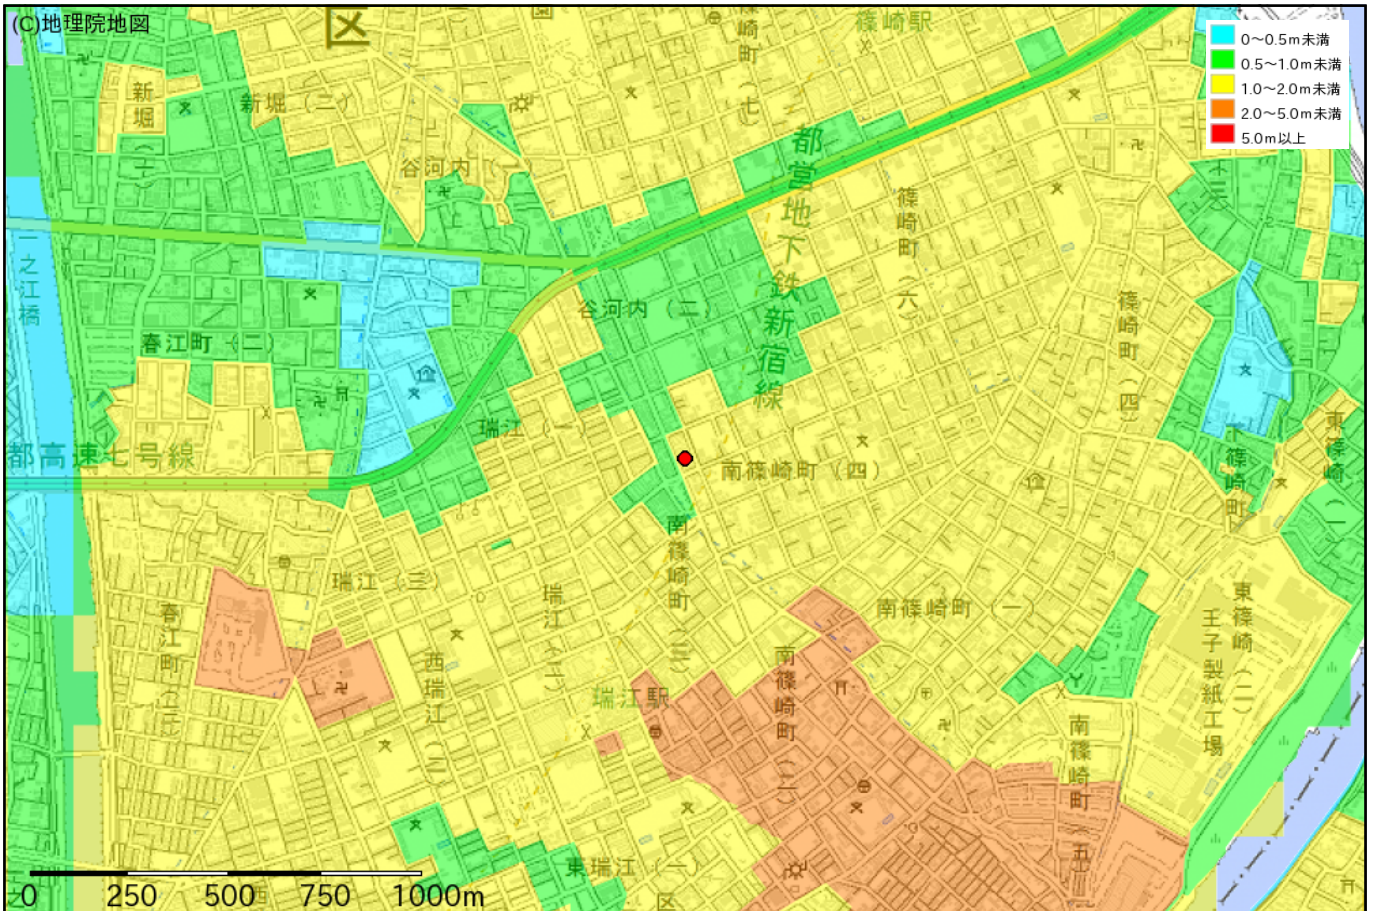 (C)地理院地図
区
篠崎町(七)
篠崎駅
0～0.5m未満
0.5～1.0m未満
1.0～2.0m未満
2.0～5.0m未満
5.0m以上
新堀
新堀(二)
谷河内(一)
都営地下鉄新宿線
篠崎町(六)
篠崎町(四)
一之江橋
谷河内(二)
春江町(二)
瑞江(一)
都高速七号線
南篠崎町(四)
篠崎町
東篠崎(一)
南篠崎町(三)
瑞江(三)
瑞江(二)
春江町(三)
南篠崎町(一)
東篠崎(二)
王子製紙工場
西瑞江(三)
瑞江駅
南篠崎町(二)
南篠崎町(五)
東瑞江(一)
区
0 250 500 750 1000m